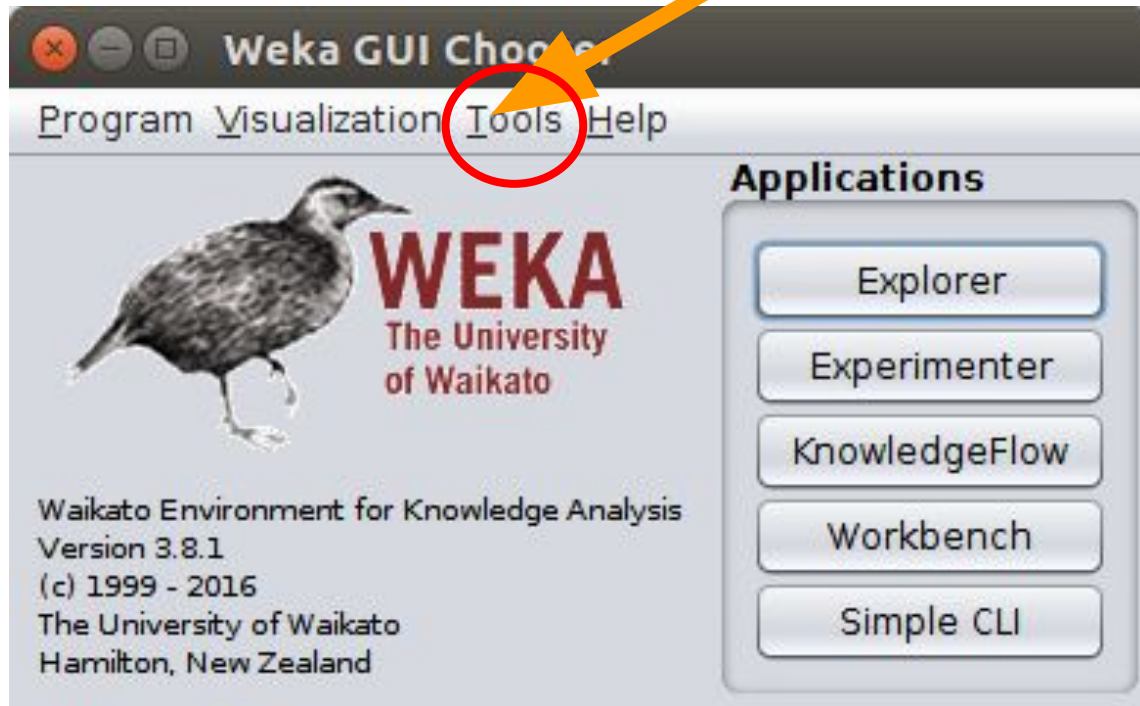 Weka GUI Chooser
Program Visualization Tools Help
WEKA
The University
of Waikato
Waikato Environment for Knowledge Analysis
Version 3.8.1
(c) 1999 - 2016
The University of Waikato
Hamilton, New Zealand
Applications
Explorer
Experimenter
KnowledgeFlow
Workbench
Simple CLI